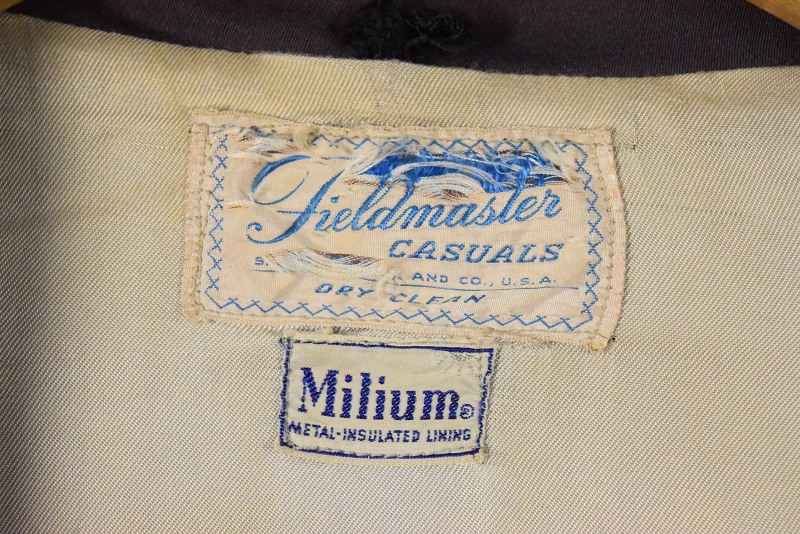 Fieldmaster
CASUALS
AND CO., U.S.A.
DRY CLEAN
Milium®
METAL-INSULATED LINING